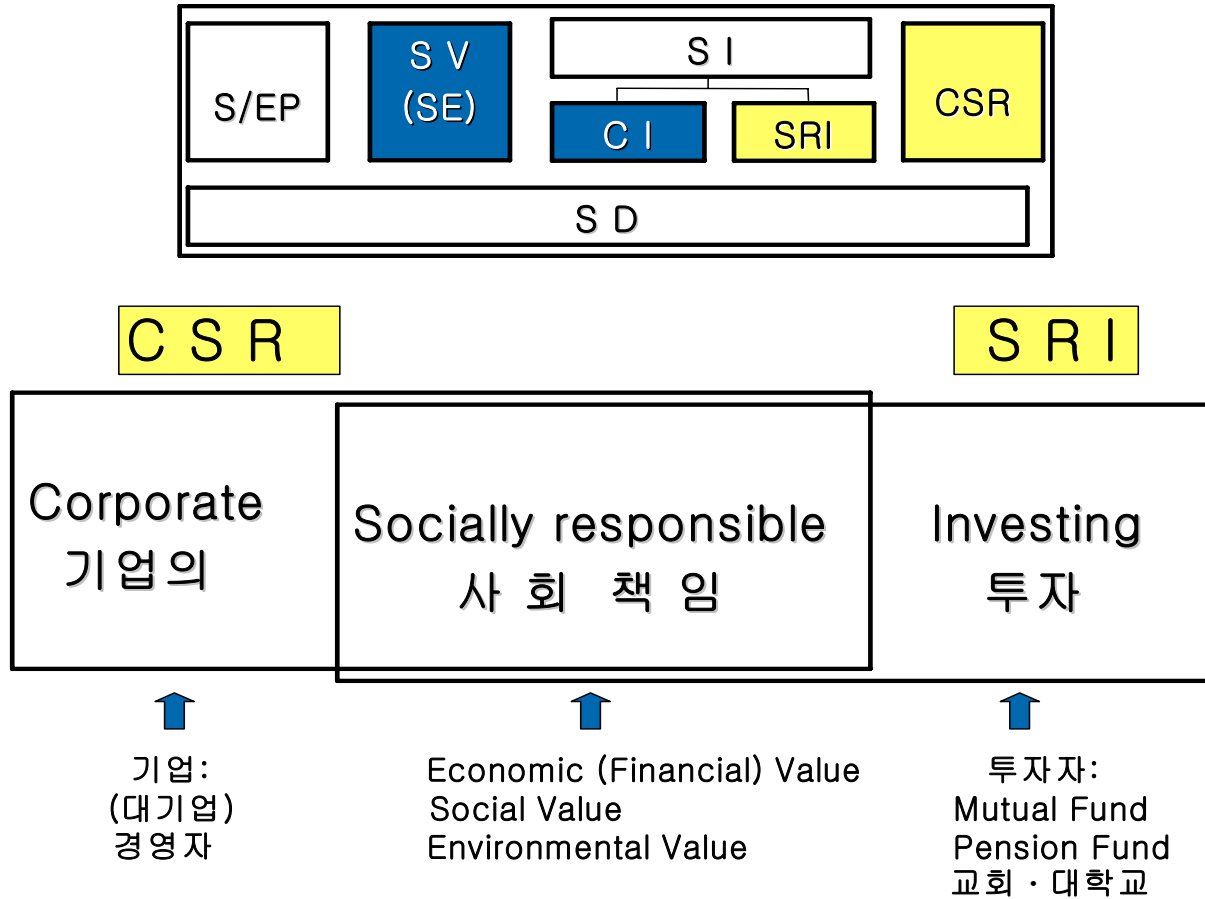 S/EP
S V
(SE)
S I
C I
SRI
CSR
S D
C S R
S R I
Corporate
기업의
Socially responsible
사 회 책 임
Investing
투자
기업:
(대기업)
경영자
Economic (Financial) Value
Social Value
Environmental Value
투자자:
Mutual Fund
Pension Fund
교회 · 대학교